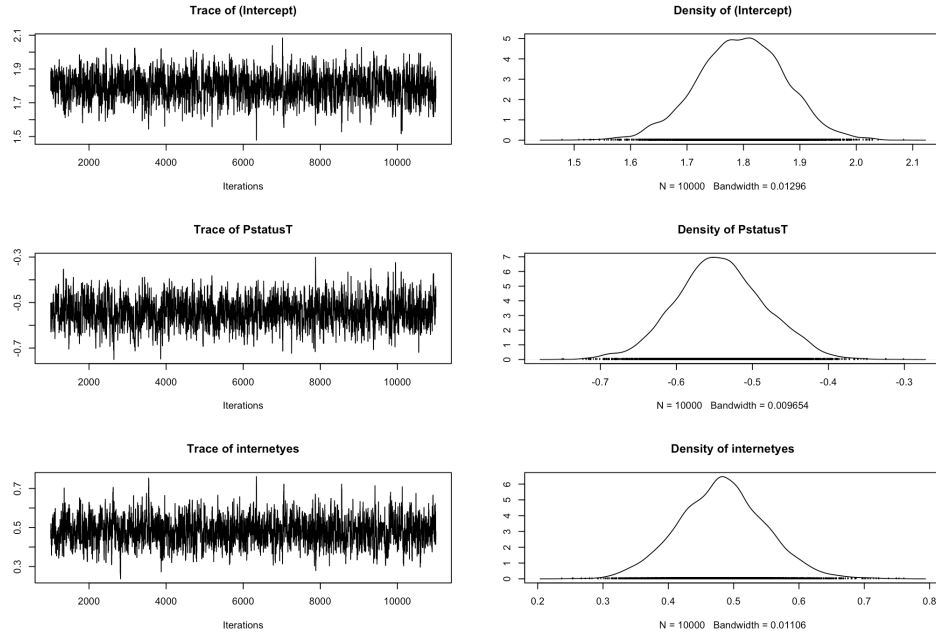 Trace of (Intercept)
1.5 1.7 1.9 2.1
2000 4000 6000 8000 10000
Iterations
Density of (Intercept)
0 1 2 3 4 5
1.5 1.6 1.7 1.8 1.9 2.0 2.1
N = 10000 Bandwidth = 0.01296
Trace of PstatusT
-0.7 -0.5 -0.3
2000 4000 6000 8000 10000
Iterations
Density of PstatusT
0 1 2 3 4 5 6 7
-0.7 -0.6 -0.5 -0.4 -0.3
N = 10000 Bandwidth = 0.009654
Trace of internetyes
0.3 0.5 0.7
2000 4000 6000 8000 10000
Iterations
Density of internetyes
0 1 2 3 4 5 6
0.2 0.3 0.4 0.5 0.6 0.7 0.8
N = 10000 Bandwidth = 0.01106